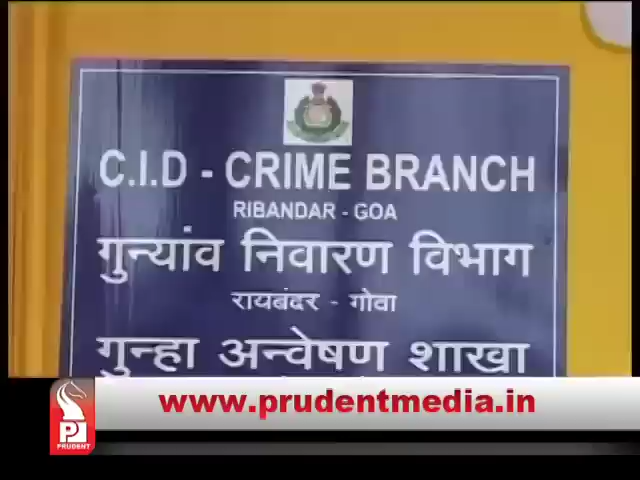 C.I.D - CRIME BRANCH
RIBANDAR - GOA
गुन्यांव निवारण विभाग
रायबंदर - गोवा
गुन्हा अन्वेषण शाखा
www.prudentmedia.in
PRUDENT